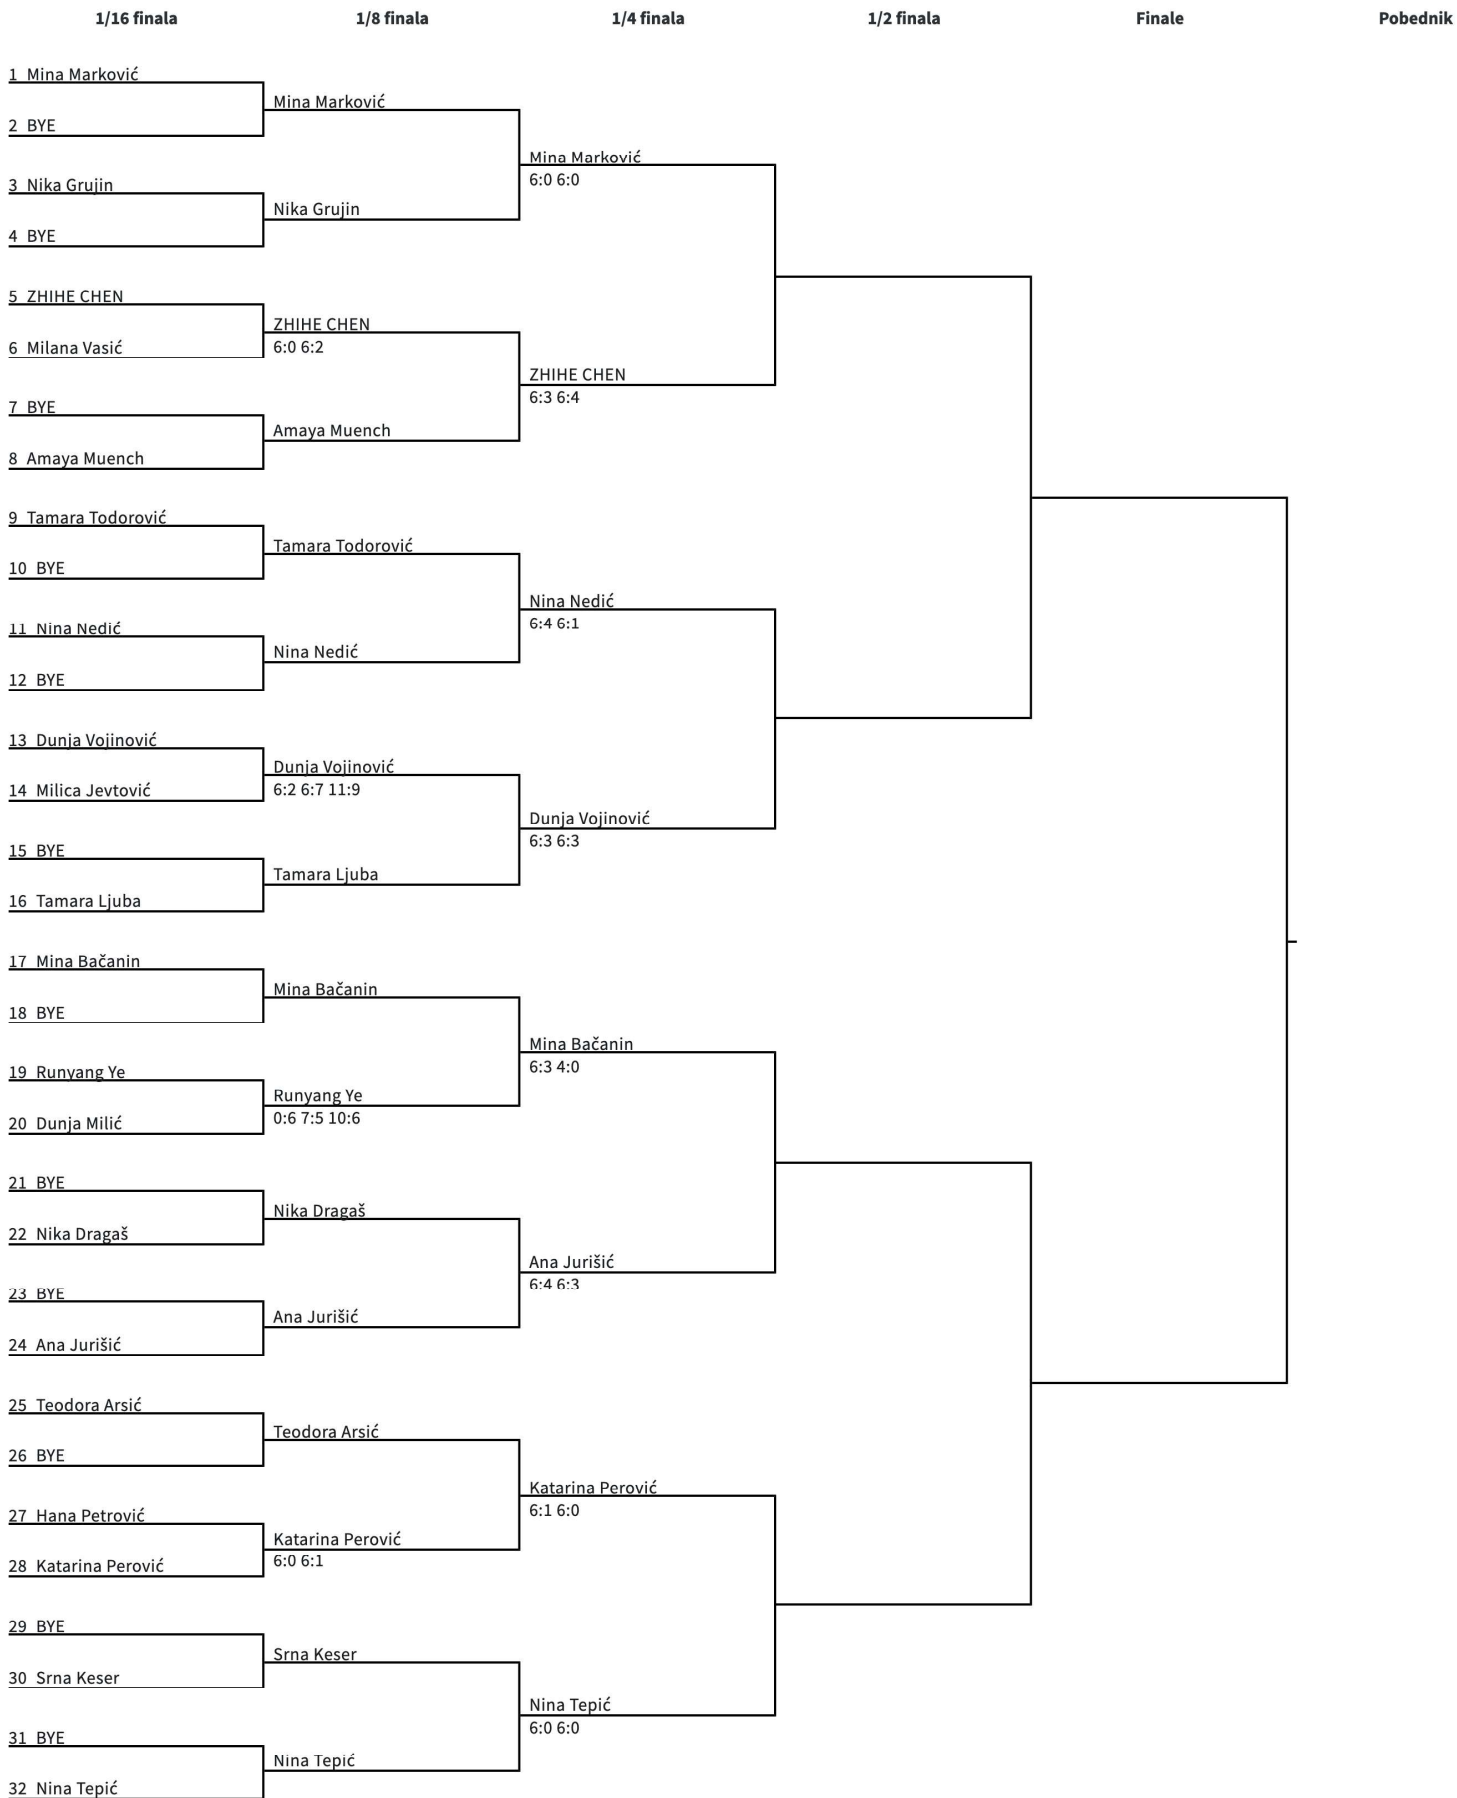 1/16 finala 1/8 finala 1/4 finala 1/2 finala Finale Pobednik
1 Mina Marković
Mina Marković
2 BYE
Mina Marković
6:0 6:0
3 Nika Grujin
Nika Grujin
4 BYE
5 ZHIHE CHEN
ZHIHE CHEN
6:0 6:2
6 Milana Vasić
ZHIHE CHEN
6:3 6:4
7 BYE
Amaya Muench
8 Amaya Muench
9 Tamara Todorović
Tamara Todorović
10 BYE
Nina Nedić
6:4 6:1
11 Nina Nedić
Nina Nedić
12 BYE
13 Dunja Vojinović
Dunja Vojinović
6:2 6:7 11:9
14 Milica Jevtović
Dunja Vojinović
6:3 6:3
15 BYE
Tamara Ljuba
16 Tamara Ljuba
17 Mina Bačanin
Mina Bačanin
18 BYE
Mina Bačanin
6:3 4:0
19 Runyang Ye
Runyang Ye
0:6 7:5 10:6
20 Dunja Milić
21 BYE
Nika Dragaš
22 Nika Dragaš
Ana Jurišić
6:4 6:3
23 BYE
Ana Jurišić
24 Ana Jurišić
25 Teodora Arsić
Teodora Arsić
26 BYE
Katarina Perović
6:1 6:0
27 Hana Petrović
Katarina Perović
6:0 6:1
28 Katarina Perović
29 BYE
Srna Keser
30 Srna Keser
Nina Tepić
6:0 6:0
31 BYE
Nina Tepić
32 Nina Tepić